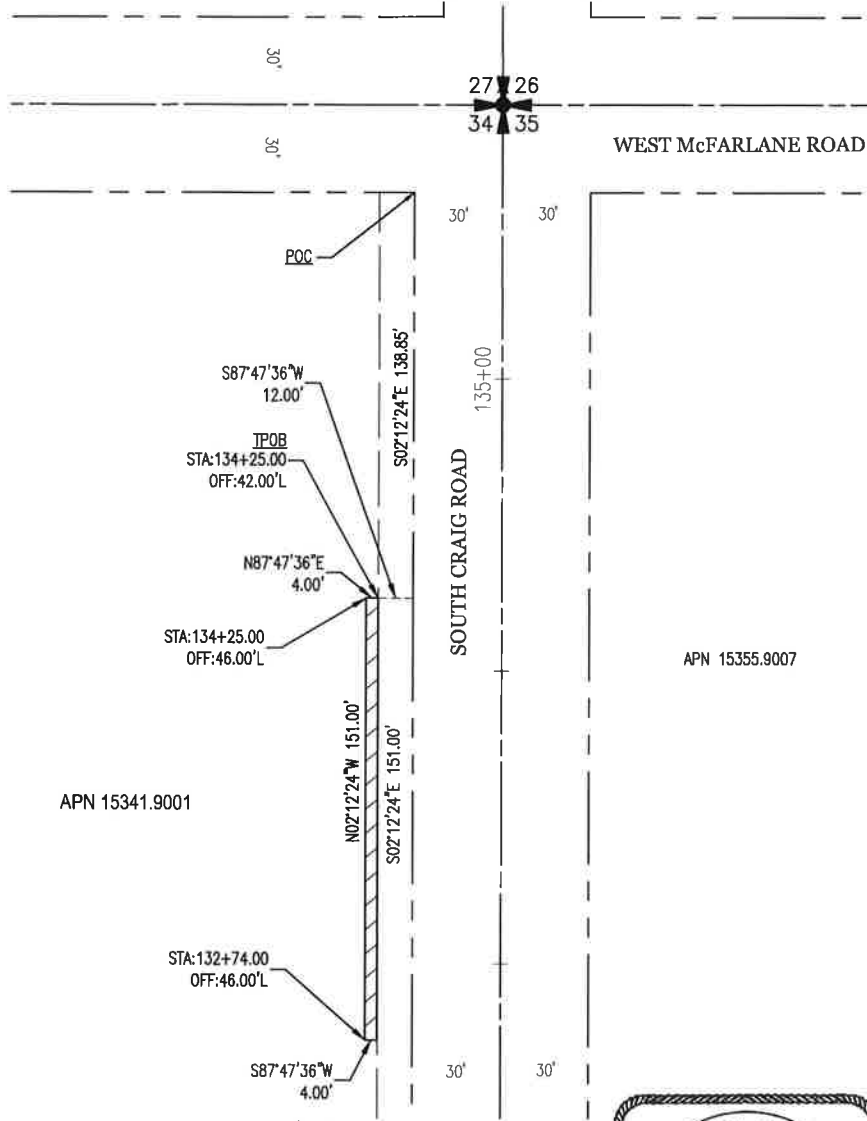 30'
27 26
34 35
30'
WEST McFARLANE ROAD
30' 30'
POC
S02°12'24"E 138.85'
135+00
S87°47'36"W
12.00'
TPOB
STA:134+25.00
OFF:42.00'L
SOUTH CRAIG ROAD
N87°47'36"E
4.00'
STA:134+25.00
OFF:46.00'L
APN 15355.9007
N02°12'24"W 151.00'
S02°12'24"E 151.00'
APN 15341.9001
STA:132+74.00
OFF:46.00'L
S87°47'36"W
4.00'
30' 30'